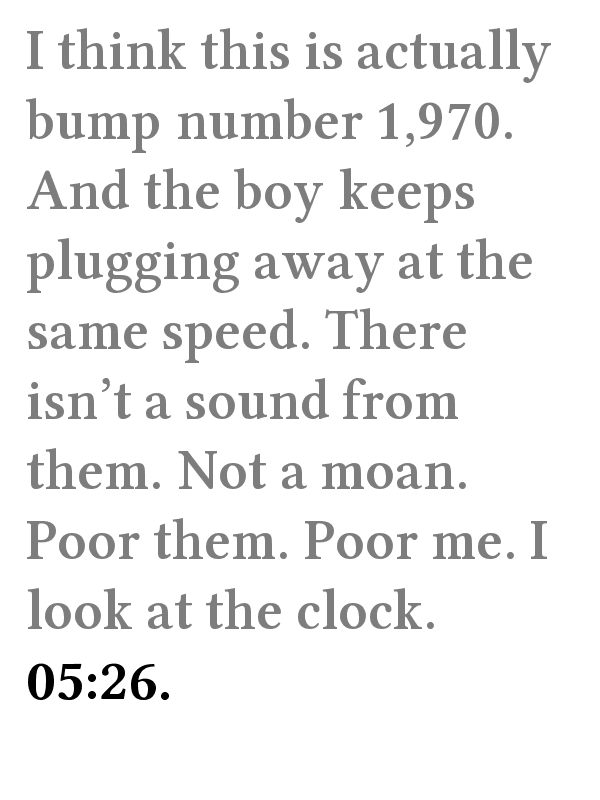 I think this is actually
bump number 1,970.
And the boy keeps
plugging away at the
same speed. There
isn’t a sound from
them. Not a moan.
Poor them. Poor me. I
look at the clock.
05:26.